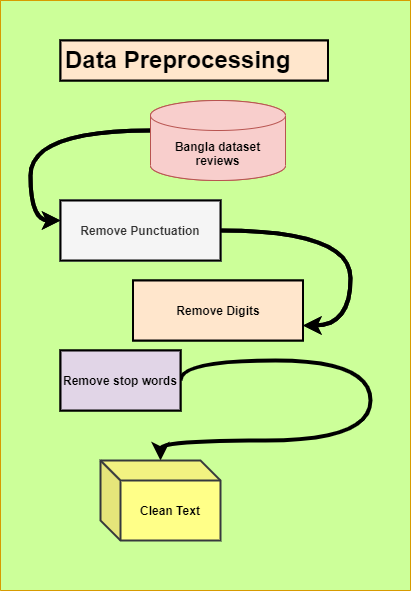 Data Preprocessing
Bangla dataset
reviews
Remove Punctuation
Remove Digits
Remove stop words
Clean Text